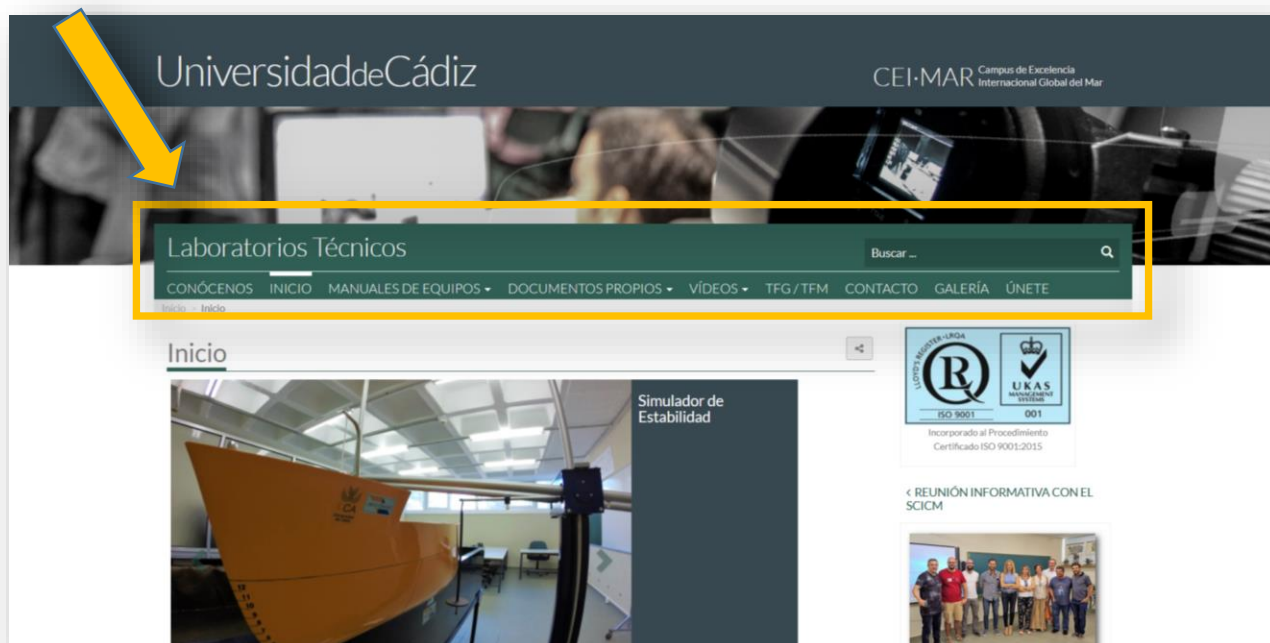 UniversidaddeCádiz
CEI·MAR Campus de Excelencia
Internacional Global del Mar
Laboratorios Técnicos
Buscar ...
CONÓCENOS INICIO MANUALES DE EQUIPOS DOCUMENTOS PROPIOS VÍDEOS TFG / TFM CONTACTO GALERÍA ÚNETE
Inicio Inicio
Inicio
Simulador de
Estabilidad
LLOYD'S REGISTER · LRQA
R
ISO 9001
UKAS
MANAGEMENT
SYSTEMS
001
Incorporado al Procedimiento
Certificado ISO 9001:2015
< REUNIÓN INFORMATIVA CON EL
SCICM
UCA